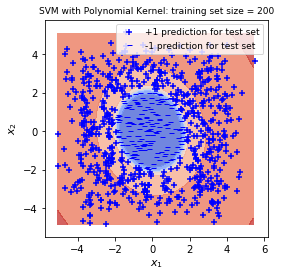 SVM with Polynomial Kernel: training set size = 200
+1 prediction for test set
-1 prediction for test set
4
2
0
−2
−4
x2
−4 −2 0 2 4 6
x1